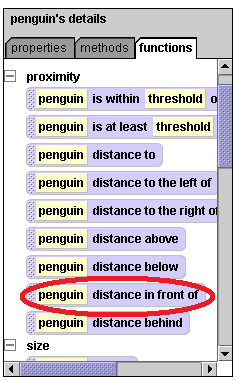 penguin's details
properties methods functions
proximity
penguin is within threshold o
penguin is at least threshold
penguin distance to
penguin distance to the left of
penguin distance to the right of
penguin distance above
penguin distance below
penguin distance in front of
penguin distance behind
size